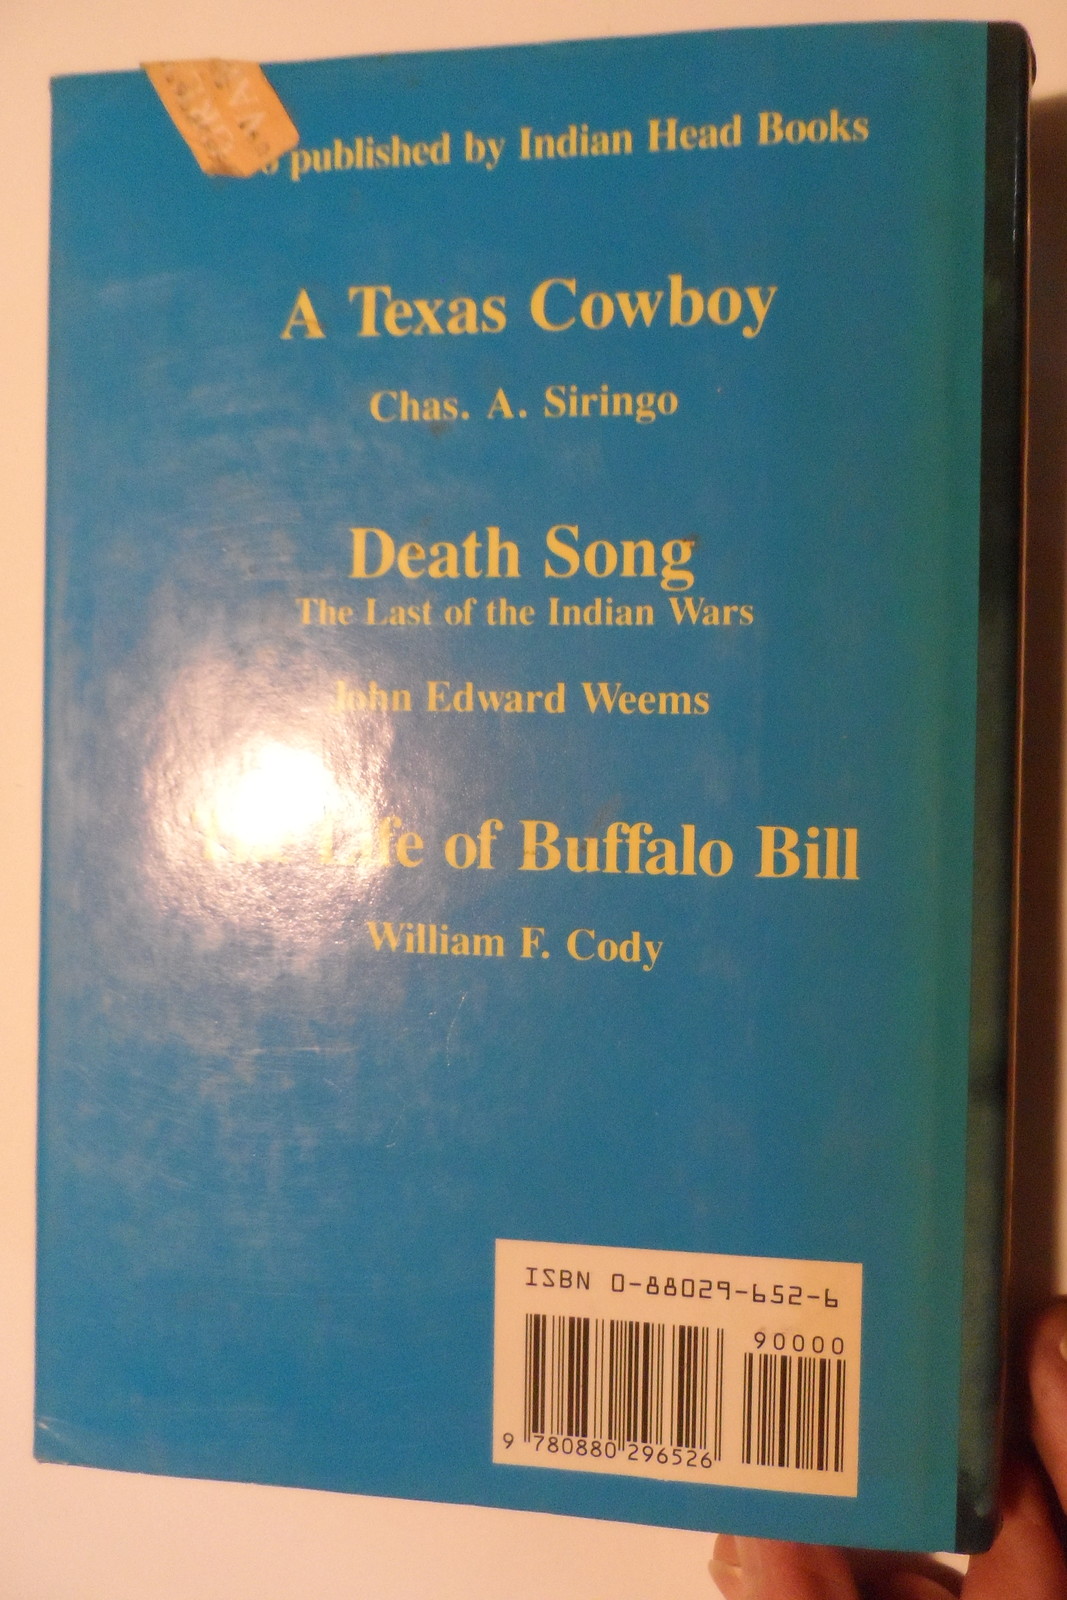 published by Indian Head Books
A Texas Cowboy
Chas. A. Siringo
Death Song
The Last of the Indian Wars
John Edward Weems
Life of Buffalo Bill
William F. Cody
ISBN 0-88029-652-6
90000
9 780880 296526